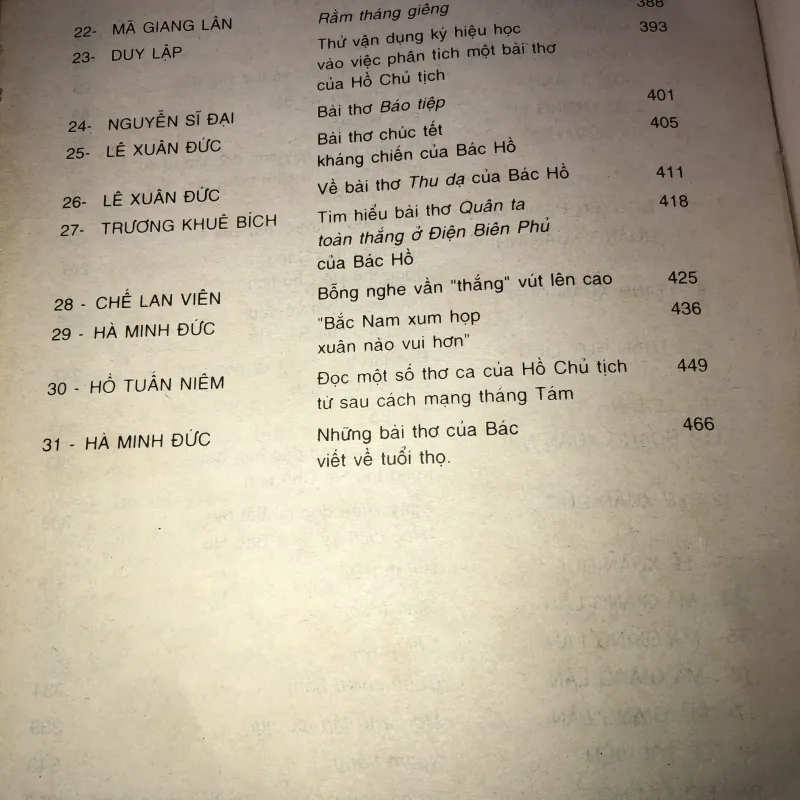 22- MÃ GIANG LÂN Rằm tháng giêng 388
23- DUY LẬP Thử vận dụng ký hiệu học 393
vào việc phân tích một bài thơ
của Hồ Chủ tịch
24- NGUYỄN SĨ ĐẠI Bài thơ Báo tiệp 401
25- LÊ XUÂN ĐỨC Bài thơ chúc tết 405
kháng chiến của Bác Hồ
26- LÊ XUÂN ĐỨC Về bài thơ Thu dạ của Bác Hồ 411
27- TRƯƠNG KHUÊ BÍCH Tìm hiểu bài thơ Quân ta 418
toàn thắng ở Điện Biên Phủ
của Bác Hồ
28 - CHẾ LAN VIÊN Bỗng nghe vần "thắng" vút lên cao 425
29 - HÀ MINH ĐỨC "Bắc Nam xum họp 436
xuân nào vui hơn"
30 - HỒ TUẤN NIÊM Đọc một số thơ ca của Hồ Chủ tịch 449
từ sau cách mạng tháng Tám
31 - HÀ MINH ĐỨC Những bài thơ của Bác 466
viết về tuổi thọ.